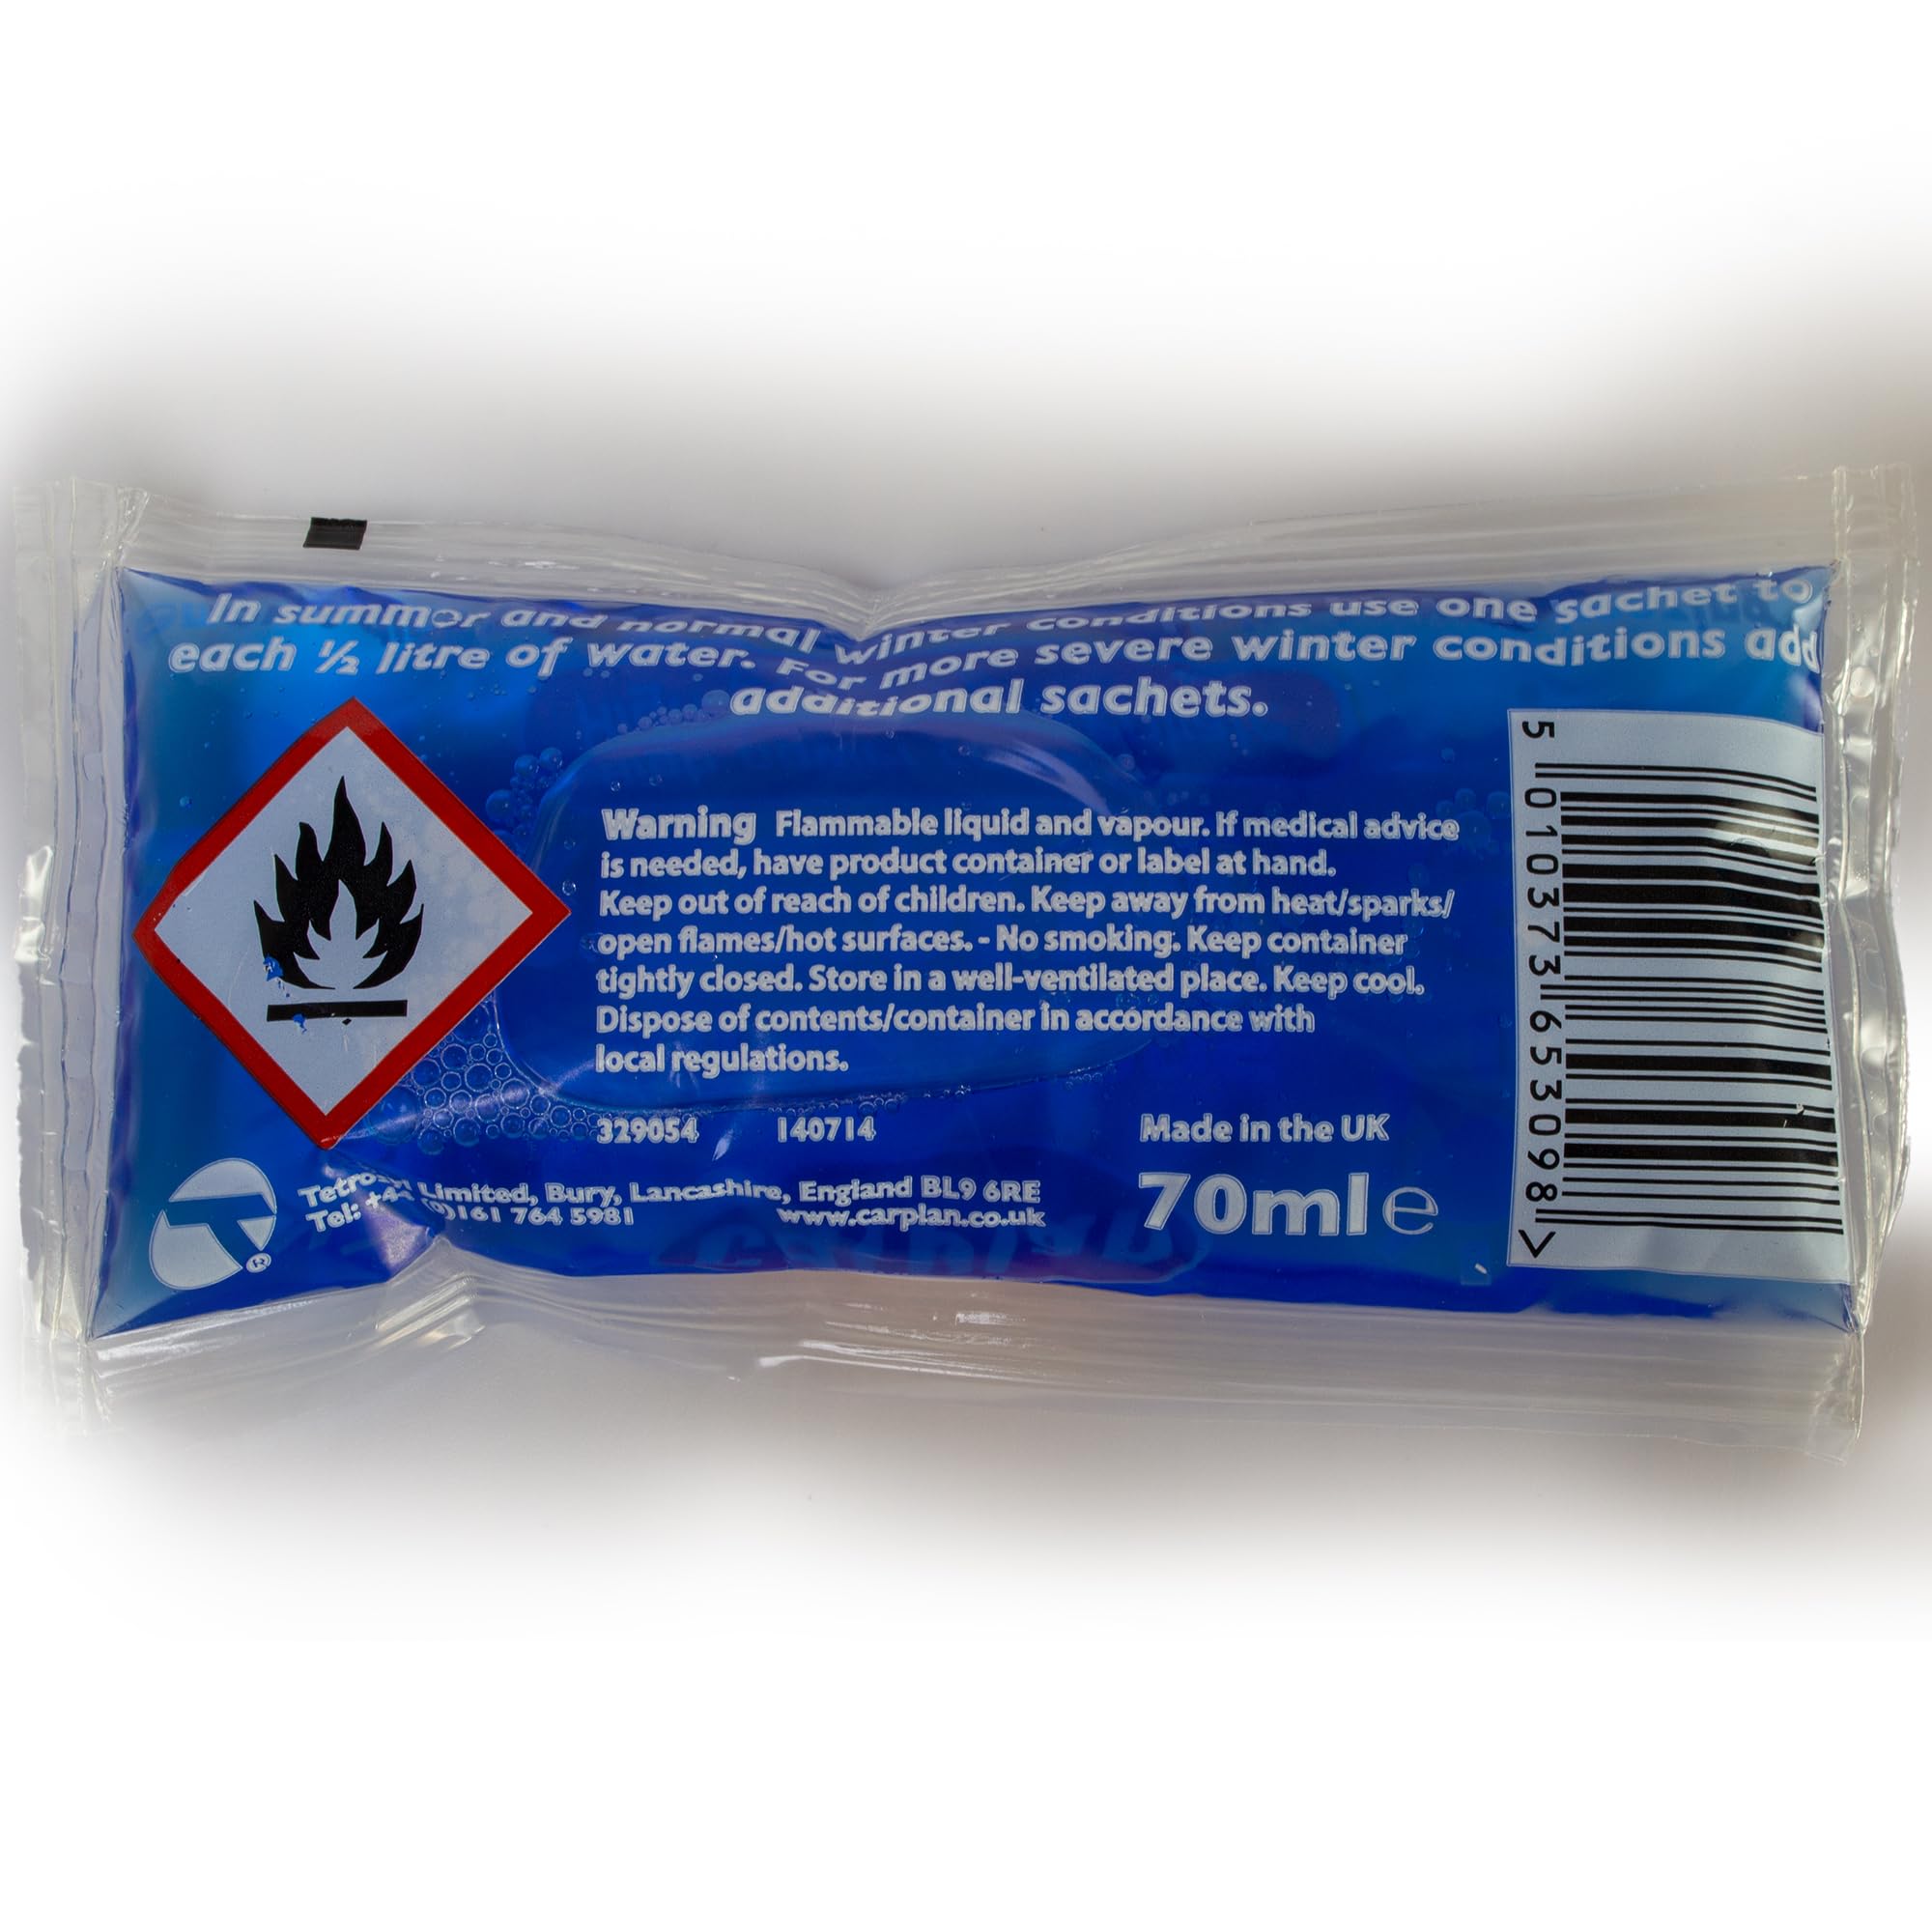 In summer and normal winter conditions use one sachet to
each ½ litre of water. For more severe winter conditions add
additional sachets.
Warning Flammable liquid and vapour. If medical advice
is needed, have product container or label at hand.
Keep out of reach of children. Keep away from heat/sparks/
open flames/hot surfaces. - No smoking. Keep container
tightly closed. Store in a well-ventilated place. Keep cool.
Dispose of contents/container in accordance with
local regulations.
329054 140714 Made in the UK
Tetrosyl Limited, Bury, Lancashire, England BL9 6RE
Tel: +44 (0)161 764 5981 www.carplan.co.uk
70ml e
®
5 010373 653098 >